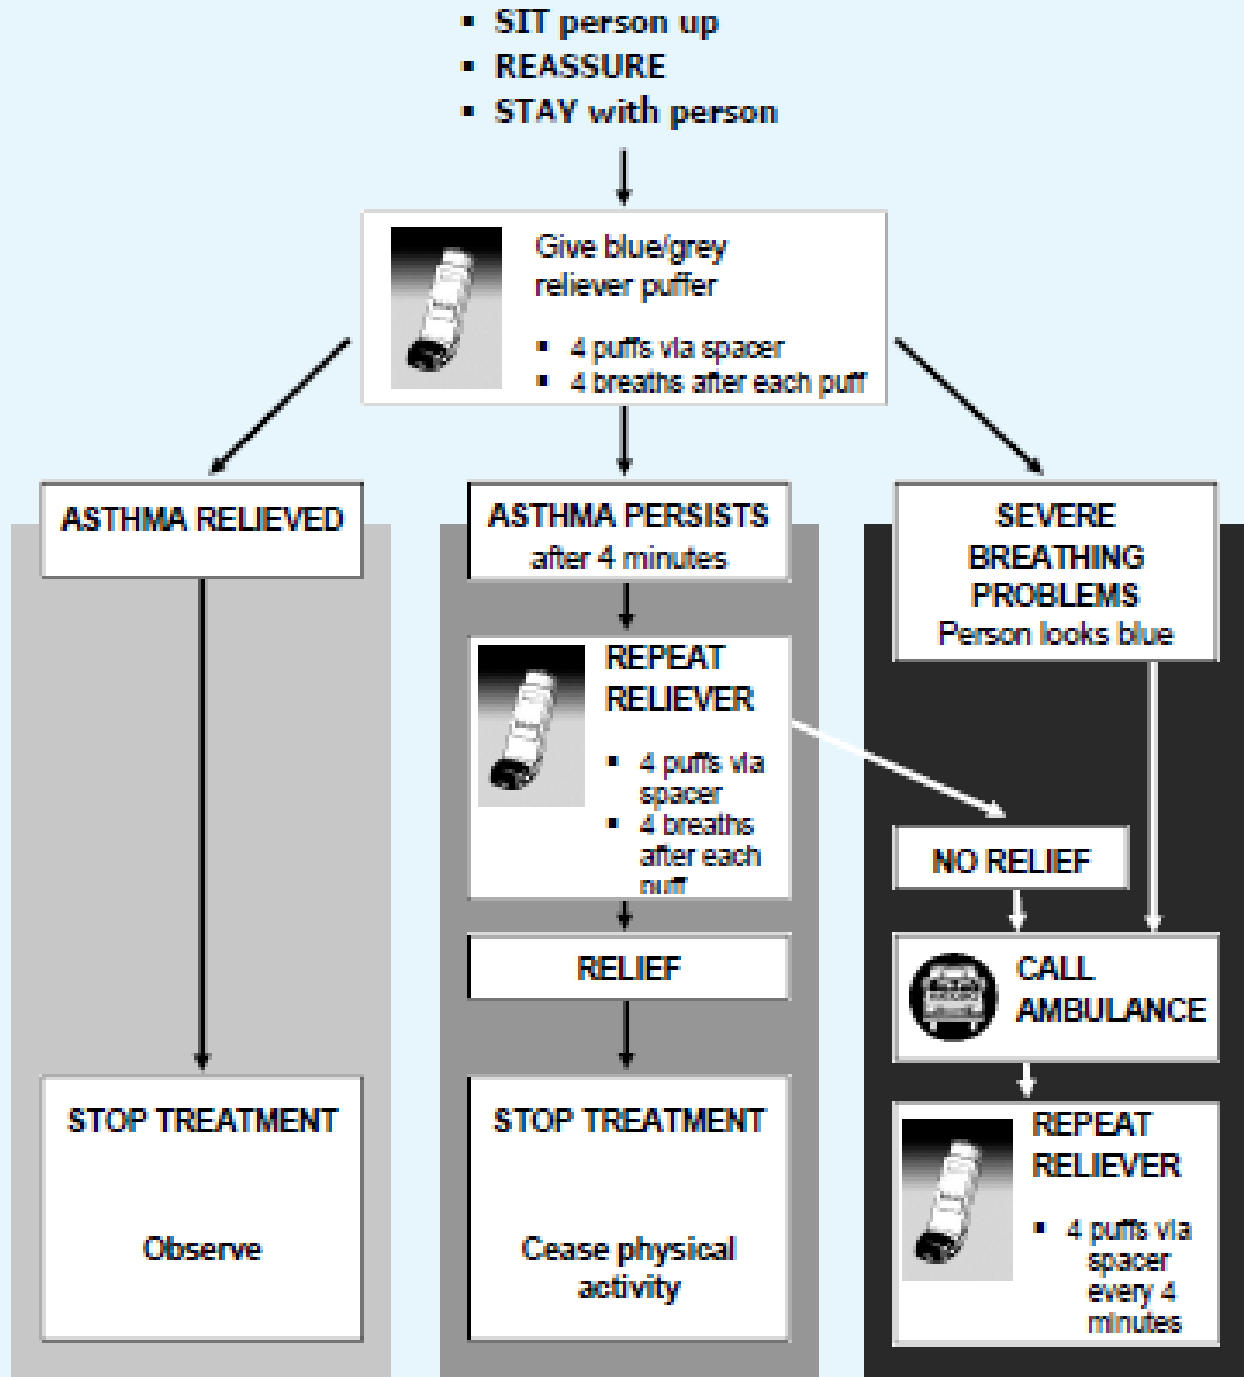 ▪ SIT person up
▪ REASSURE
▪ STAY with person
Give blue/grey
reliever puffer
▪ 4 puffs via spacer
▪ 4 breaths after each puff
ASTHMA RELIEVED
ASTHMA PERSISTS
after 4 minutes
SEVERE
BREATHING
PROBLEMS
Person looks blue
REPEAT
RELIEVER
▪ 4 puffs via
spacer
▪ 4 breaths
after each
puff
NO RELIEF
RELIEF
CALL
AMBULANCE
STOP TREATMENT
Observe
STOP TREATMENT
Cease physical
activity
REPEAT
RELIEVER
▪ 4 puffs via
spacer
every 4
minutes